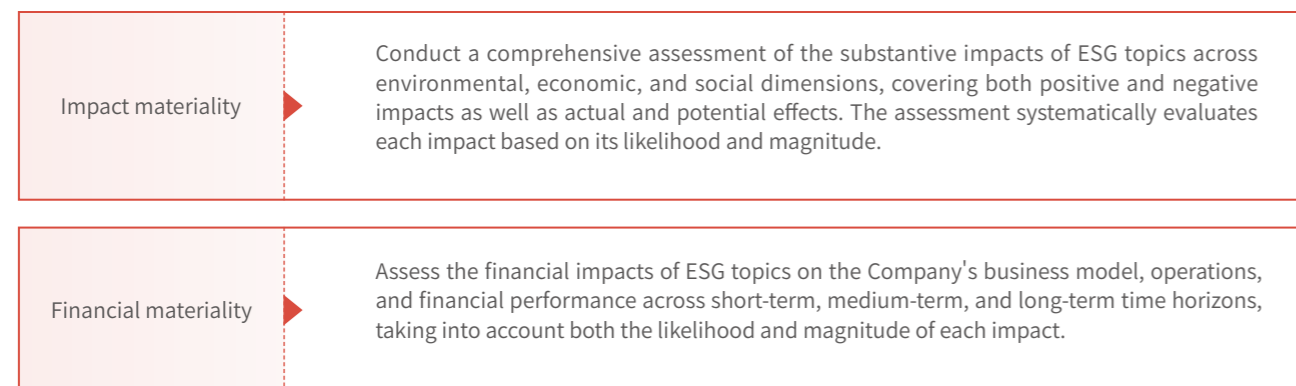 Impact materiality
Conduct a comprehensive assessment of the substantive impacts of ESG topics across
environmental, economic, and social dimensions, covering both positive and negative
impacts as well as actual and potential effects. The assessment systematically evaluates
each impact based on its likelihood and magnitude.
Financial materiality
Assess the financial impacts of ESG topics on the Company's business model, operations,
and financial performance across short-term, medium-term, and long-term time horizons,
taking into account both the likelihood and magnitude of each impact.